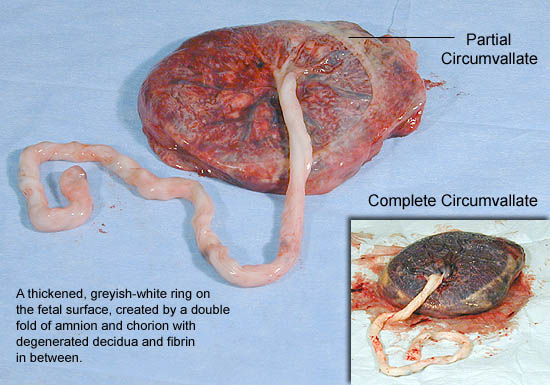 Partial
Circumvallate
Complete Circumvallate
A thickened, greyish-white ring on
the fetal surface, created by a double
fold of amnion and chorion with
degenerated decidua and fibrin
in between.